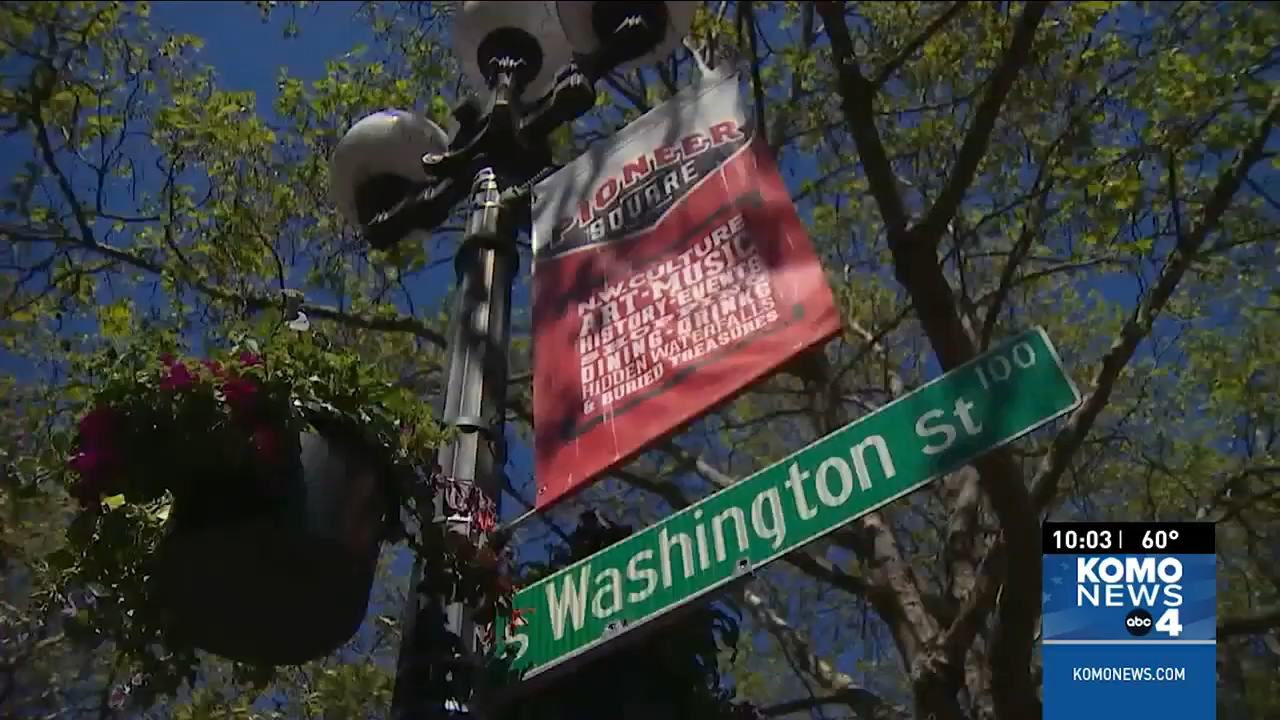 PIONEER
SQUARE
N.W. CULTURE
ART-MUSIC
HISTORY-EVENTS
DINING-DRINKS
HIDDEN WATERFALLS
& BURIED TREASURES
S Washington St 100
10:03 | 60°
KOMO
NEWS
abc 4
KOMONEWS.COM